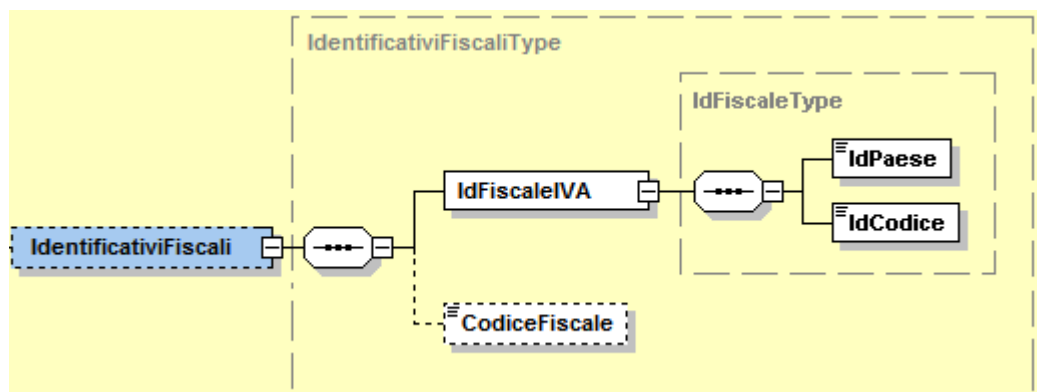 IdentificativiFiscaliType
IdFiscaleType
IdPaese
IdFiscaleIVA
IdCodice
IdentificativiFiscali
CodiceFiscale